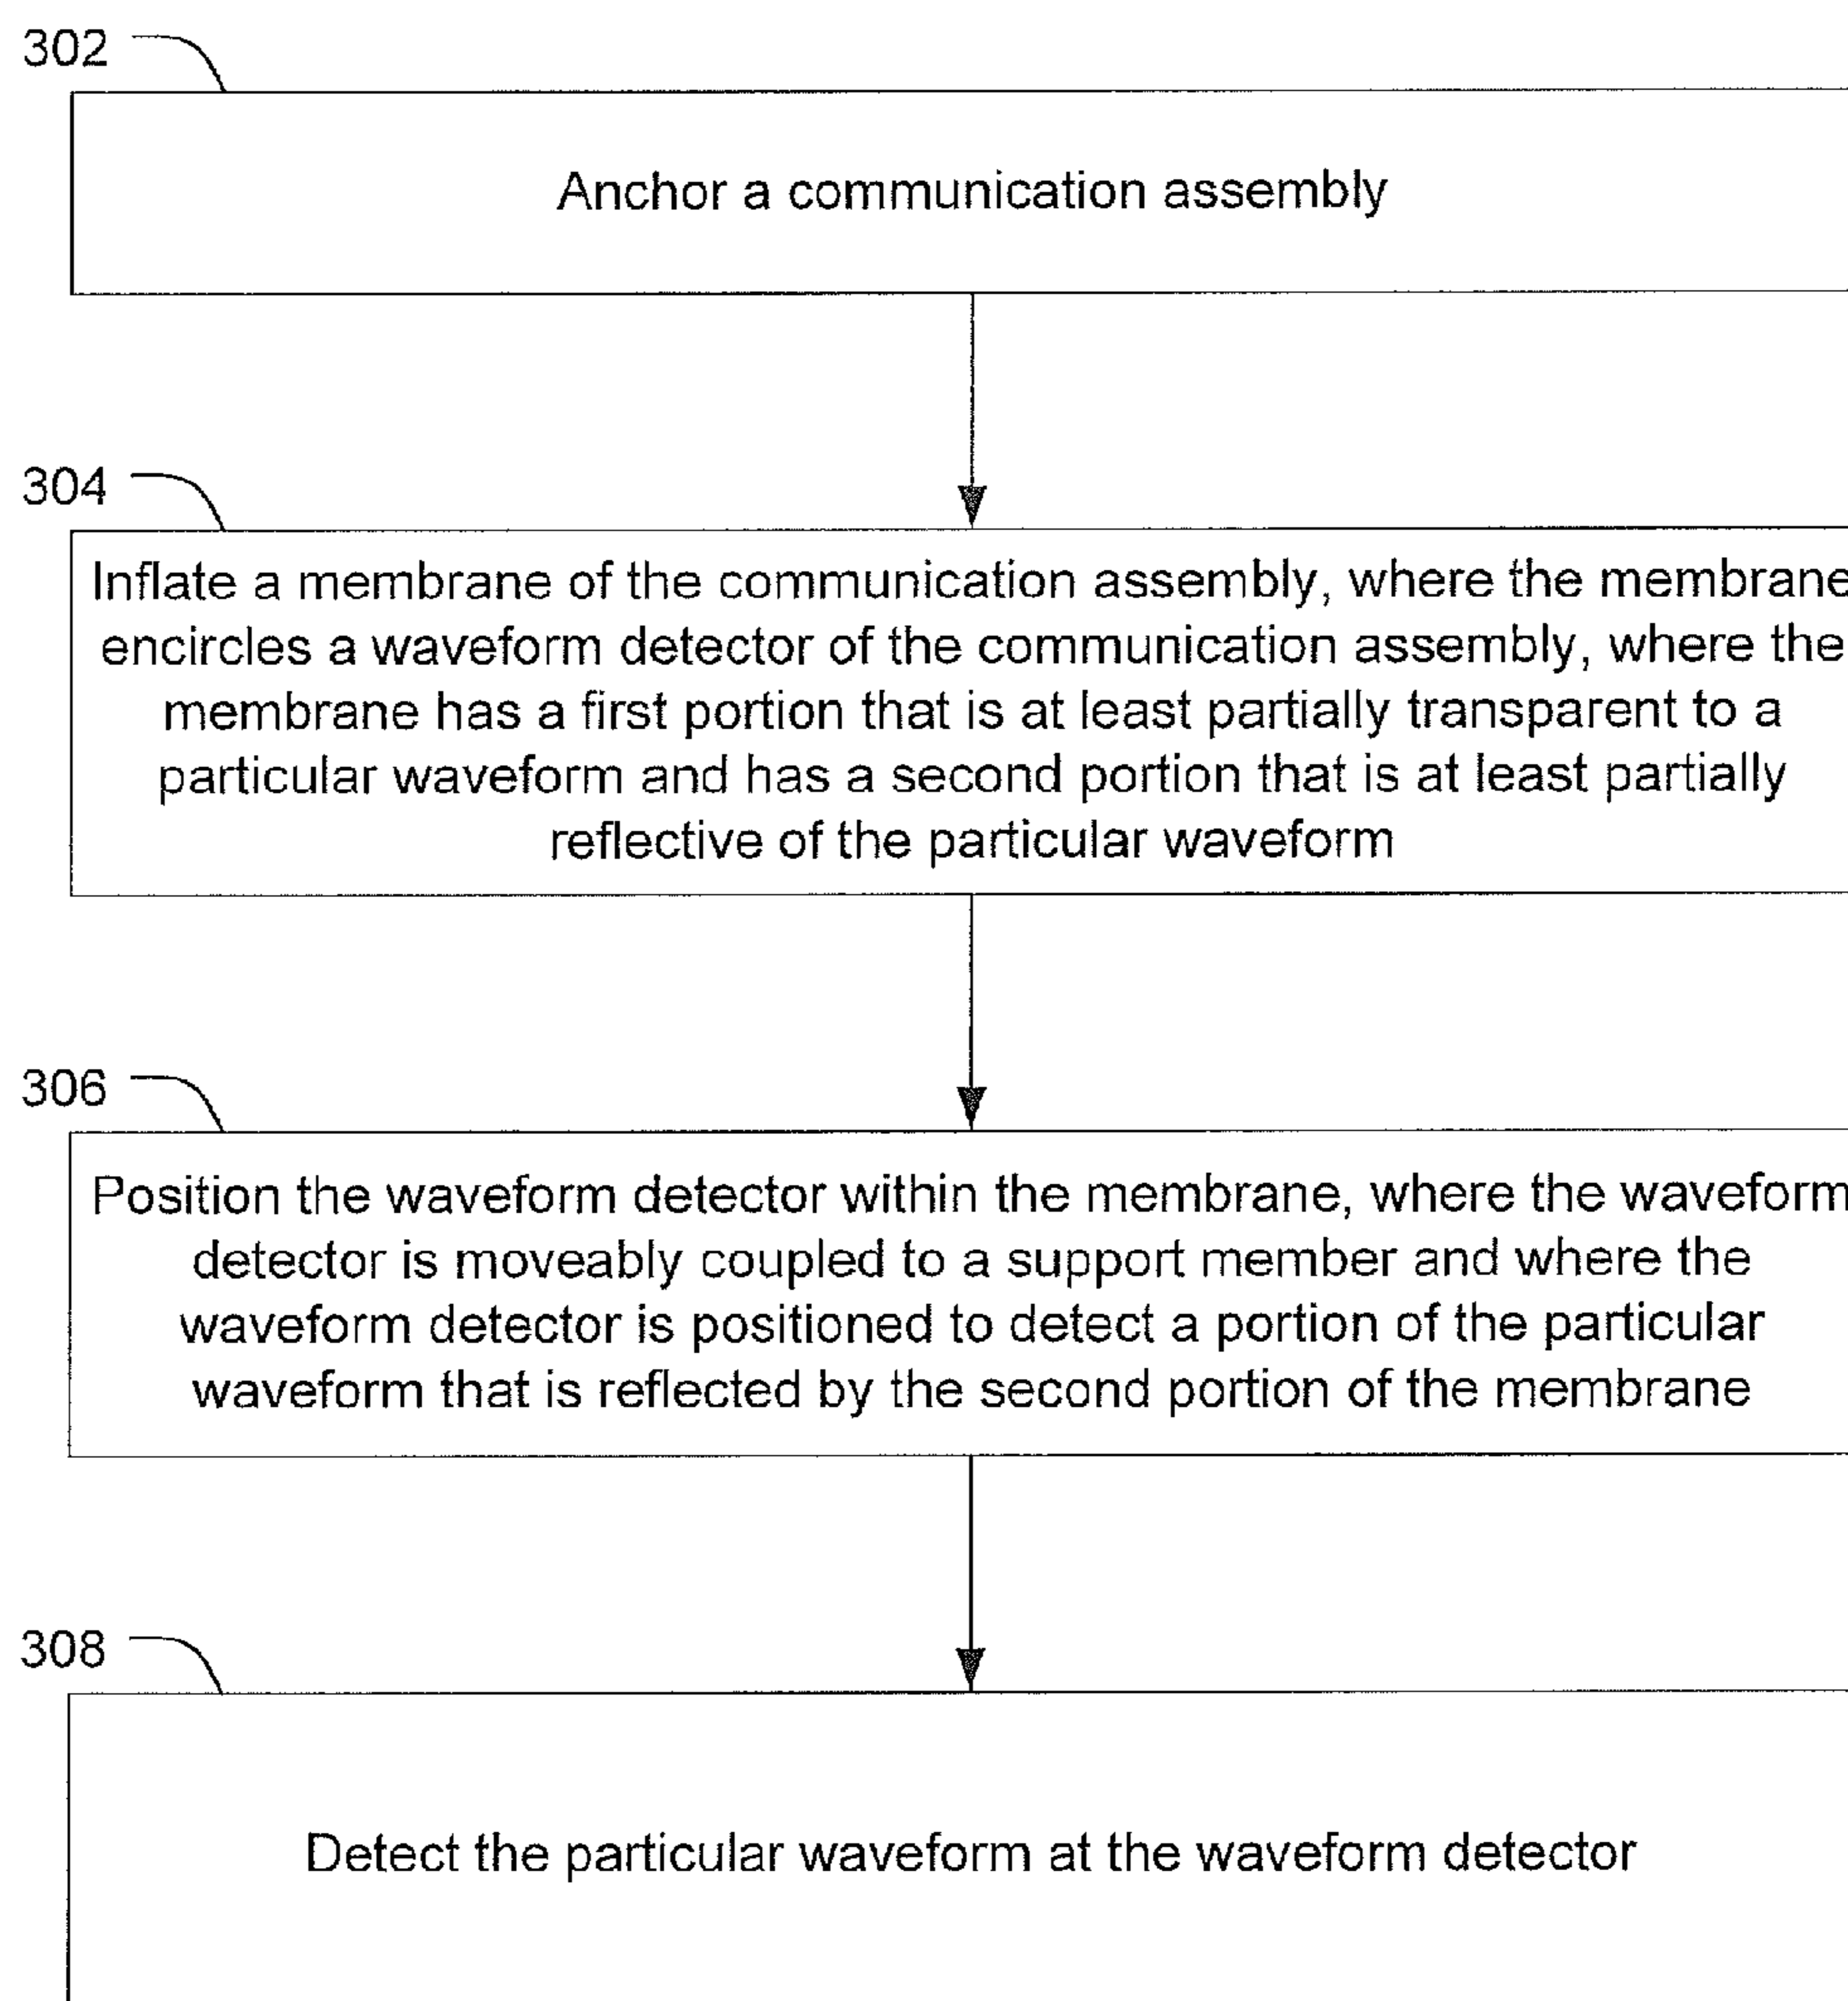 302
Anchor a communication assembly
304
Inflate a membrane of the communication assembly, where the membrane
encircles a waveform detector of the communication assembly, where the
membrane has a first portion that is at least partially transparent to a
particular waveform and has a second portion that is at least partially
reflective of the particular waveform
306
Position the waveform detector within the membrane, where the waveform
detector is moveably coupled to a support member and where the
waveform detector is positioned to detect a portion of the particular
waveform that is reflected by the second portion of the membrane
308
Detect the particular waveform at the waveform detector